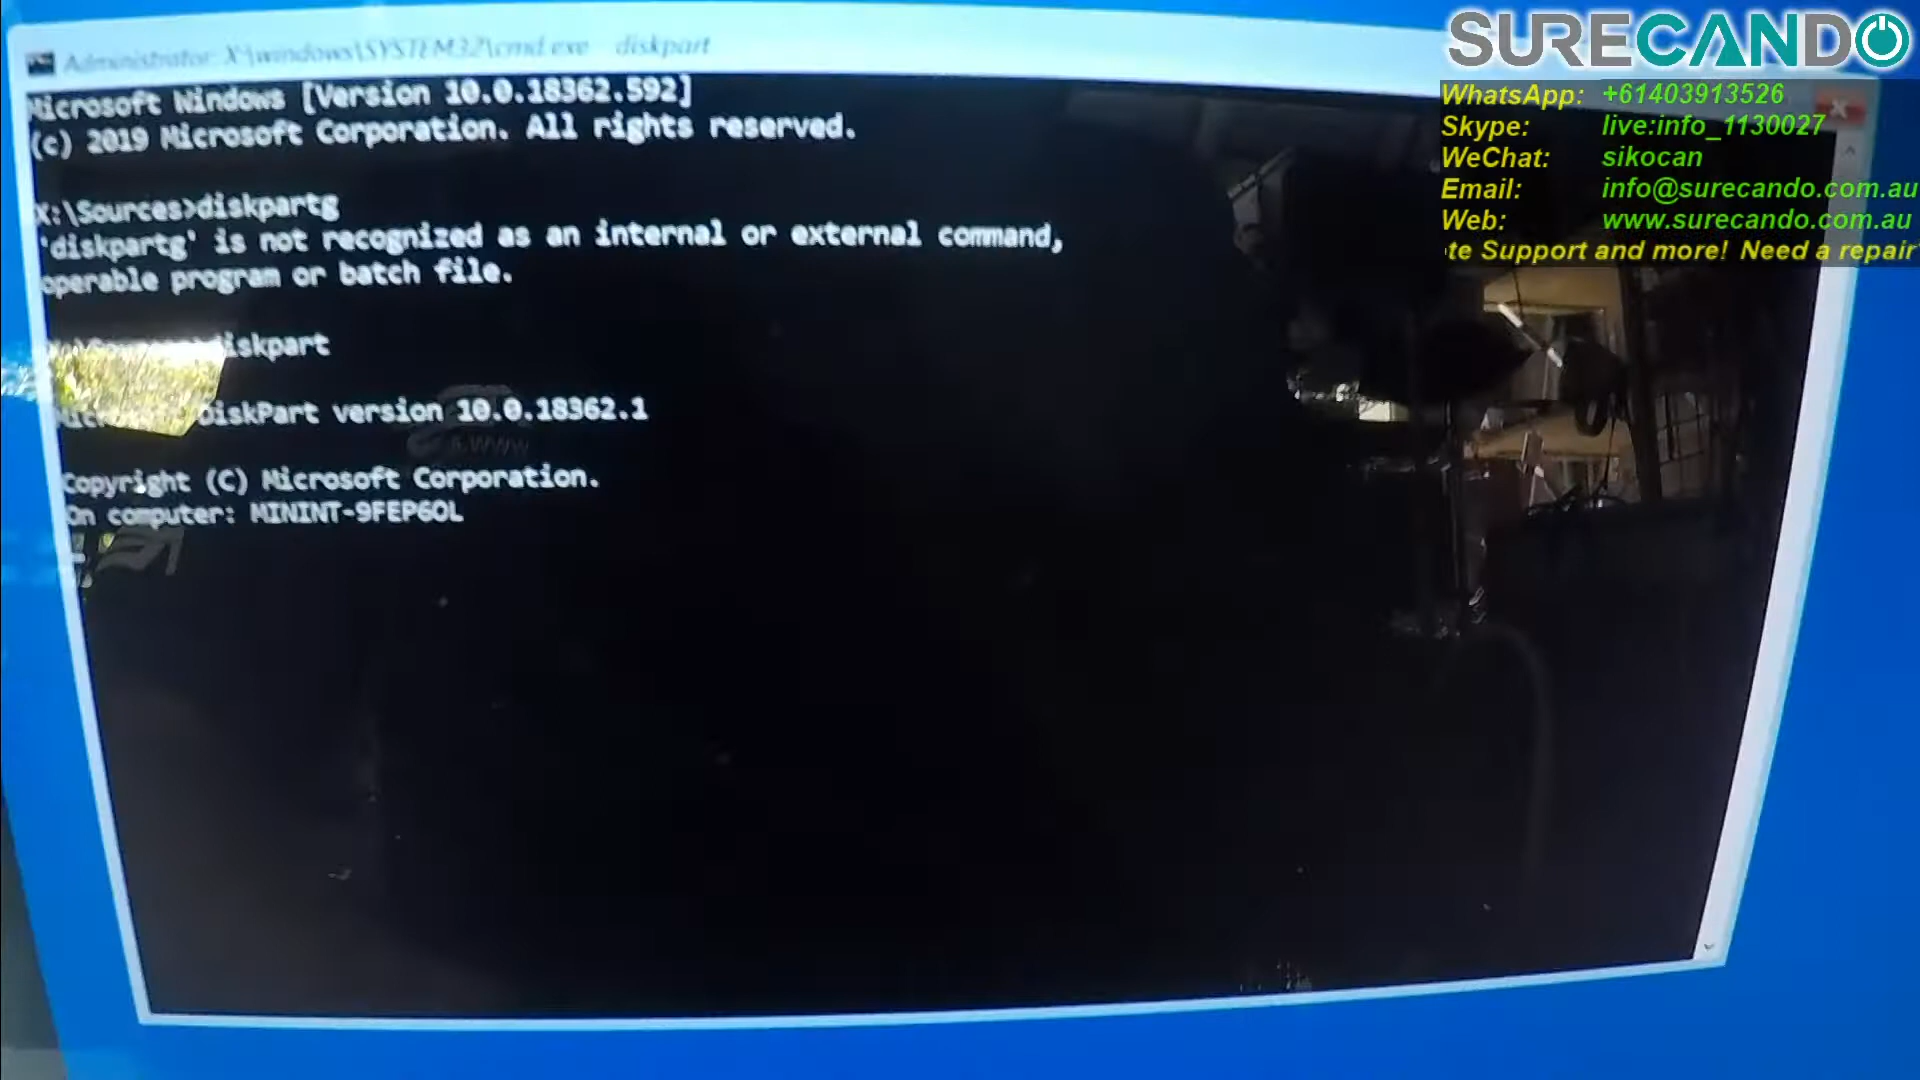 SURECANDO
WhatsApp: +61403913526
Skype: live:info_1130027
WeChat: sikocan
Email: info@surecando.com.au
Web: www.surecando.com.au
te Support and more! Need a repair
Administrator: X:\windows\SYSTEM32\cmd.exe diskpart
Microsoft Windows [Version 10.0.18362.592]
(c) 2019 Microsoft Corporation. All rights reserved.
X:\Sources>diskpartg
'diskpartg' is not recognized as an internal or external command,
operable program or batch file.
diskpart
DiskPart version 10.0.18362.1
Copyright (C) Microsoft Corporation.
On computer: MININT-9FEP6OL